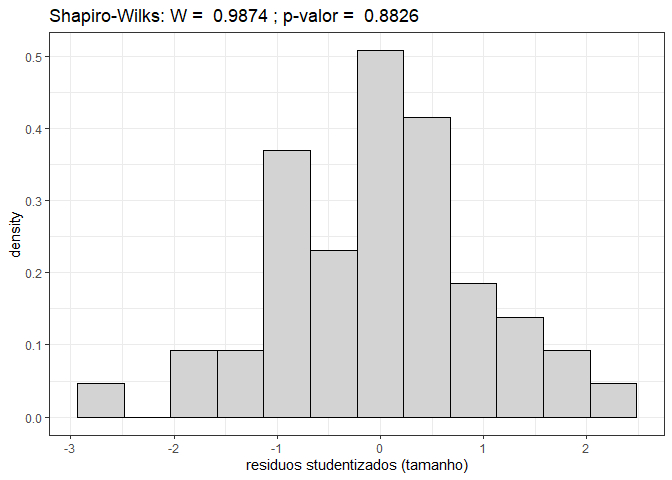 Shapiro-Wilks: W =  0.9874 ; p-valor =  0.8826
density
0.5
0.4
0.3
0.2
0.1
0.0
-3 -2 -1 0 1 2
residuos studentizados (tamanho)